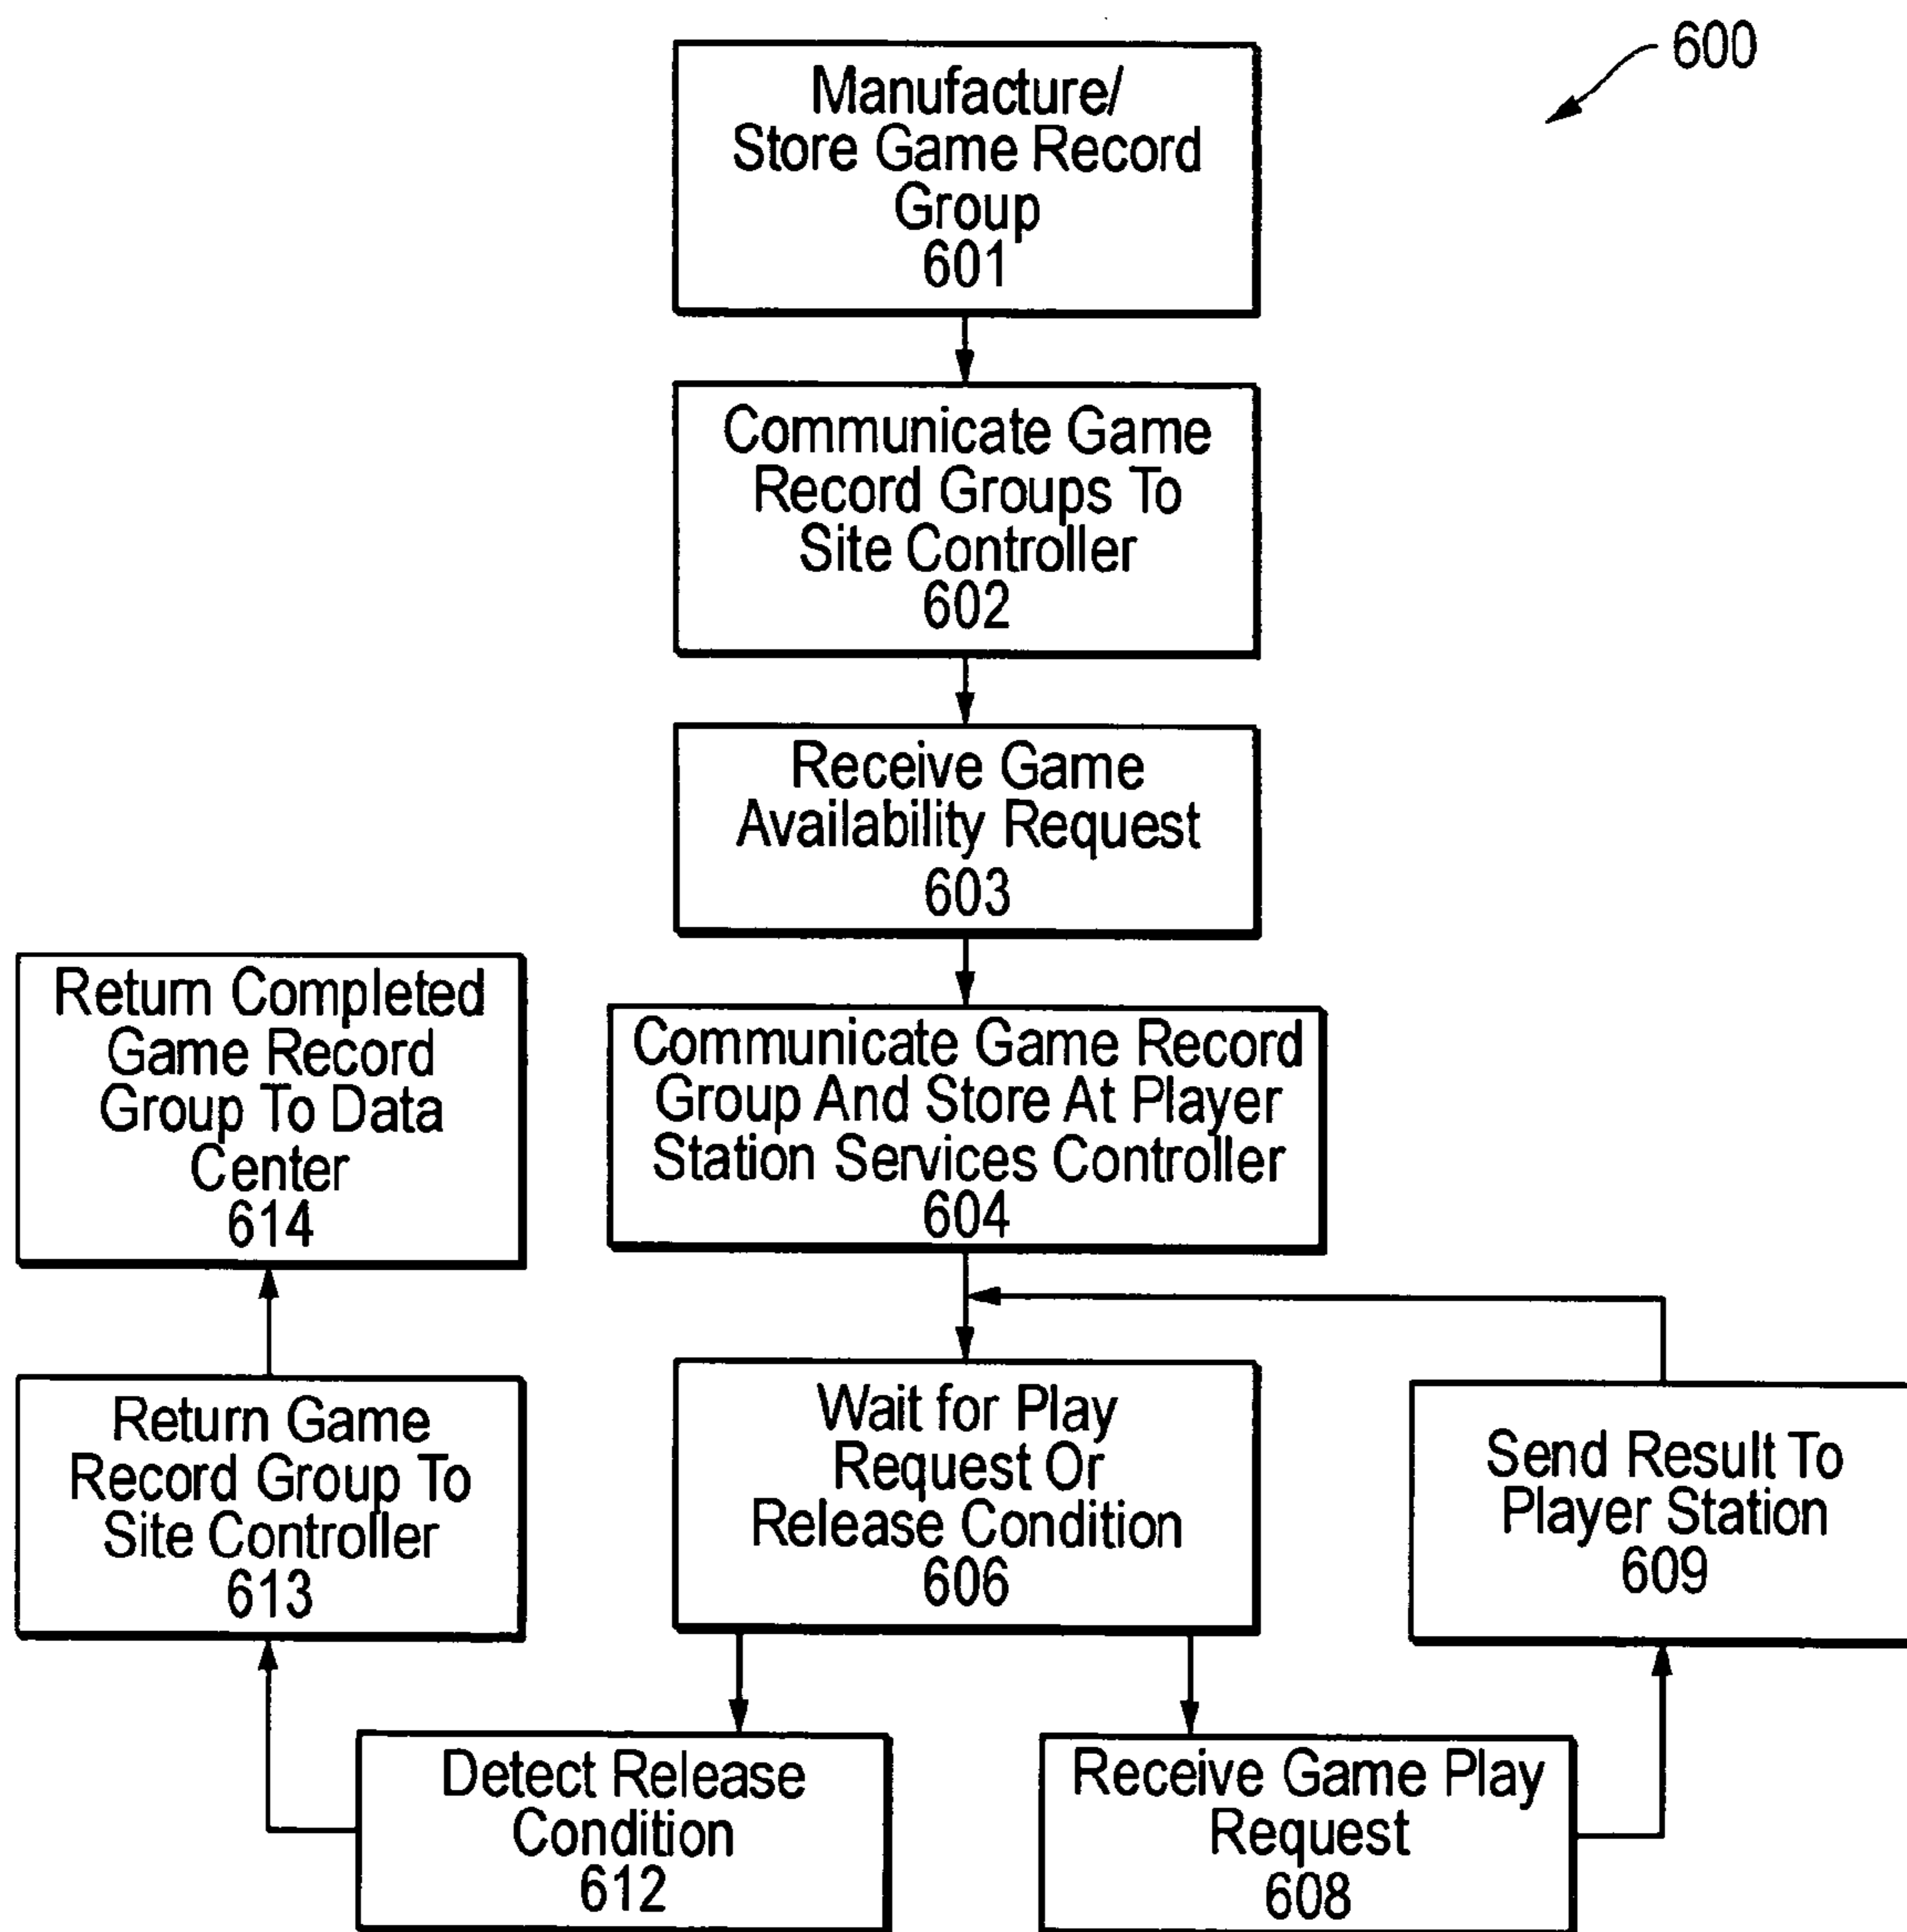 600
Manufacture/
Store Game Record
Group
601
Communicate Game
Record Groups To
Site Controller
602
Receive Game
Availability Request
603
Communicate Game Record
Group And Store At Player
Station Services Controller
604
Return Completed
Game Record
Group To Data
Center
614
Return Game
Record Group To
Site Controller
613
Wait for Play
Request Or
Release Condition
606
Send Result To
Player Station
609
Detect Release
Condition
612
Receive Game Play
Request
608